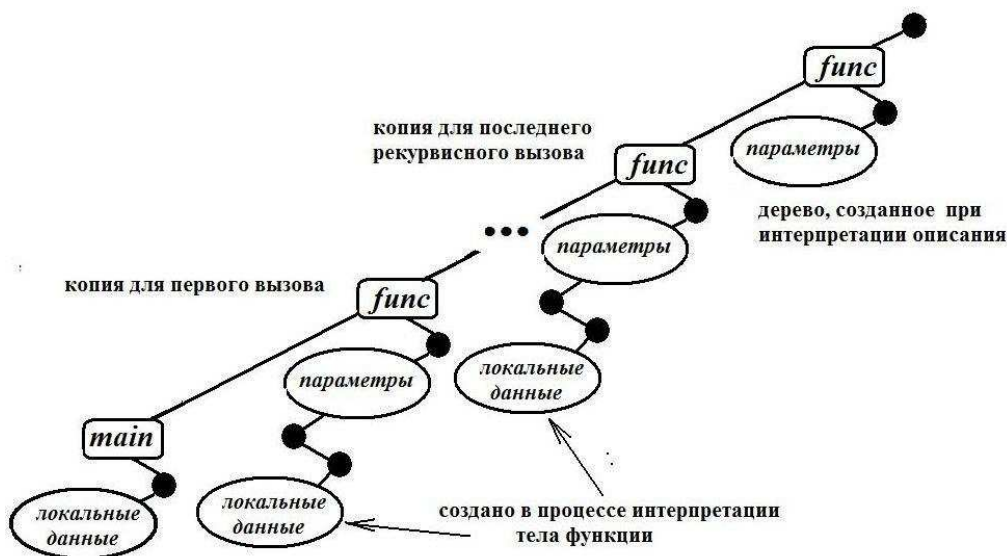 func
копия для последнего
рекурвисного вызова
func
параметры
дерево, созданное при
интерпретации описания
параметры
копия для первого вызова
func
параметры
локальные
данные
main
локальные
данные
локальные
данные
создано в процессе интерпретации
тела функции